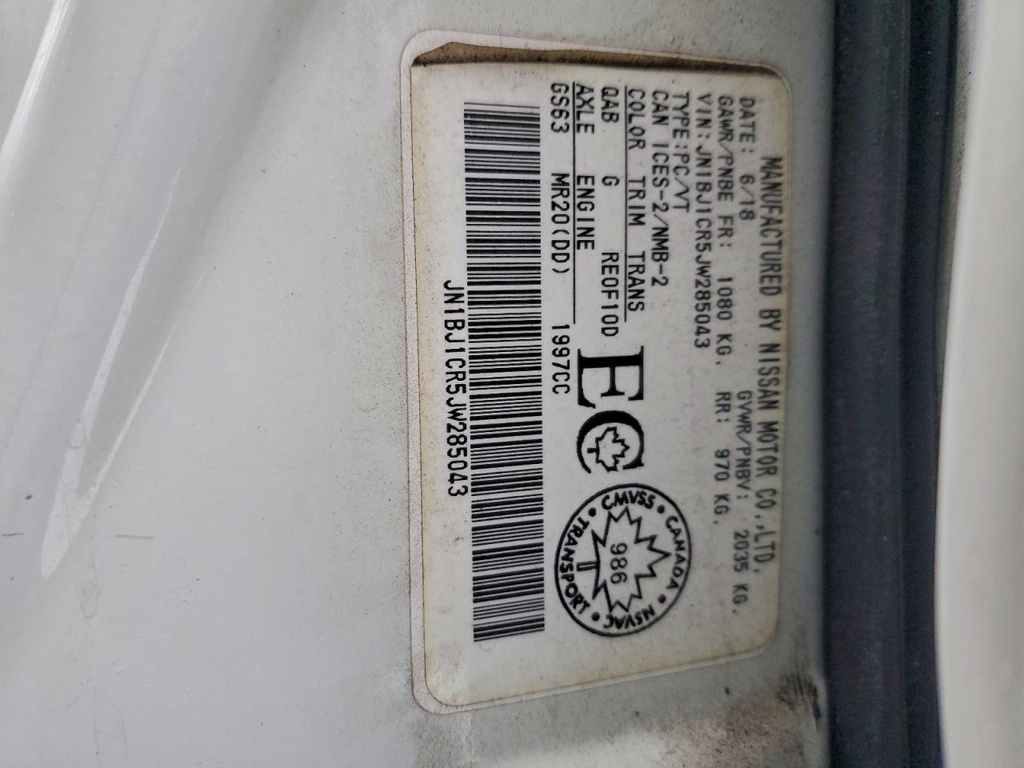 MANUFACTURED BY NISSAN MOTOR CO.,LTD.
DATE: 6/18 GVWR/PNBV: 2035 KG.
GAWR/PNBE FR: 1080 KG. RR: 970 KG.
VIN:JN1BJ1CR5JW285043
TYPE:PC/VT
CAN ICES-2/NMB-2
COLOR TRIM TRANS
QAB G RE0F10D
AXLE ENGINE
GS63 MR20(DD) 1997CC
EC
CMVSS • CANADA • NSVAC • TRANSPORT •
986
JN1BJ1CR5JW285043